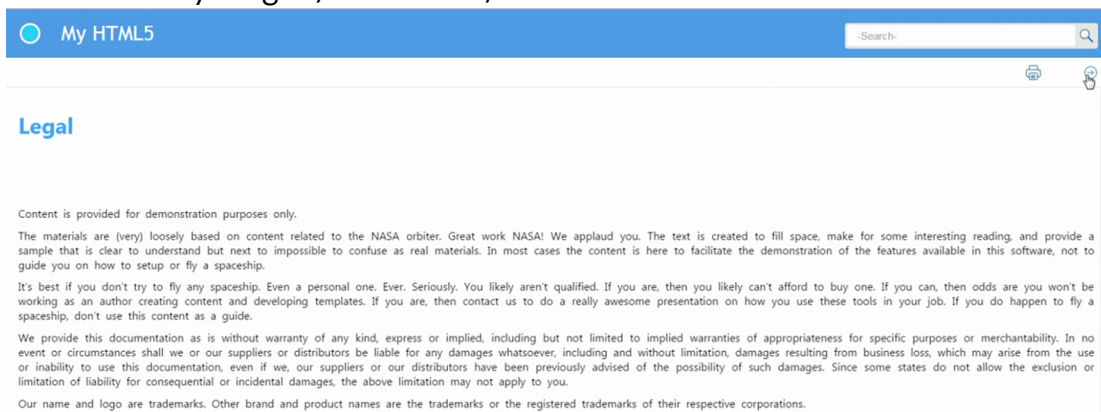 My HTML5
-Search-
Legal
Content is provided for demonstration purposes only.
The materials are (very) loosely based on content related to the NASA orbiter. Great work NASA! We applaud you. The text is created to fill space, make for some interesting reading, and provide a
sample that is clear to understand but next to impossible to confuse as real materials. In most cases the content is here to facilitate the demonstration of the features available in this software, not to
guide you on how to setup or fly a spaceship.
It's best if you don't try to fly any spaceship. Even a personal one. Ever. Seriously. You likely aren't qualified. If you are, then you likely can't afford to buy one. If you can, then odds are you won't be
working as an author creating content and developing templates. If you are, then contact us to do a really awesome presentation on how you use these tools in your job. If you do happen to fly a
spaceship, don't use this content as a guide.
We provide this documentation as is without warranty of any kind, express or implied, including but not limited to implied warranties of appropriateness for specific purposes or merchantability. In no
event or circumstances shall we or our suppliers or distributors be liable for any damages whatsoever, including and without limitation, damages resulting from business loss, which may arise from the use
or inability to use this documentation, even if we, our suppliers or our distributors have been previously advised of the possibility of such damages. Since some states do not allow the exclusion or
limitation of liability for consequential or incidental damages, the above limitation may not apply to you.
Our name and logo are trademarks. Other brand and product names are the trademarks or the registered trademarks of their respective corporations.